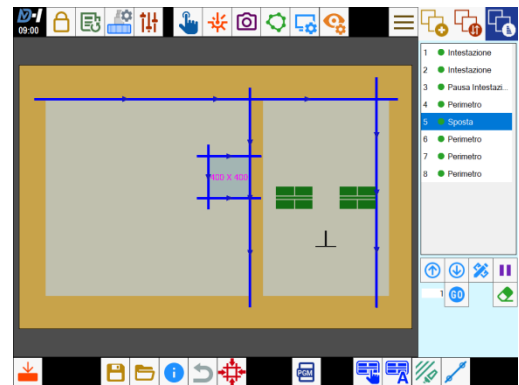 09:00
1 Intestazione
2 Intestazione
3 Pausa Intestazi...
4 Perimetro
5 Sposta
6 Perimetro
7 Perimetro
8 Perimetro
400 X 400
1 GO
PGM
A